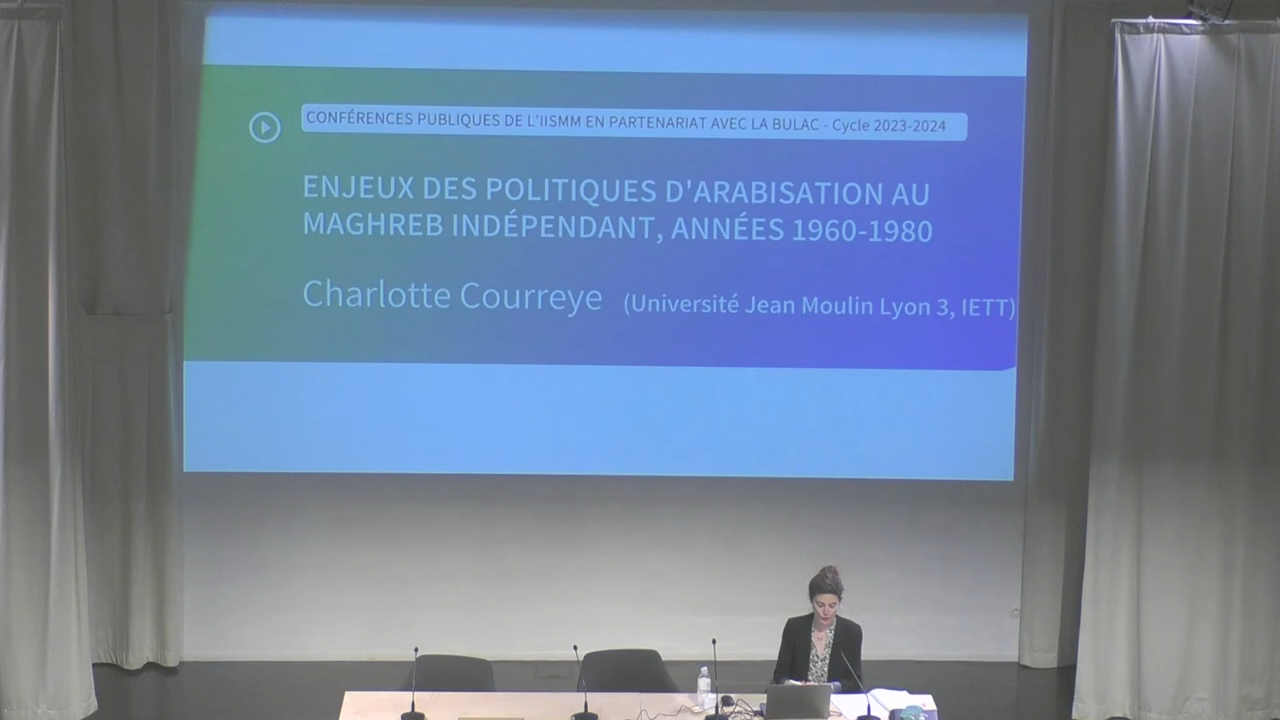 CONFÉRENCES PUBLIQUES DE L'IISMM EN PARTENARIAT AVEC LA BULAC - Cycle 2023-2024
ENJEUX DES POLITIQUES D'ARABISATION AU
MAGHREB INDÉPENDANT, ANNÉES 1960-1980
Charlotte Courreye (Université Jean Moulin Lyon 3, IETT)